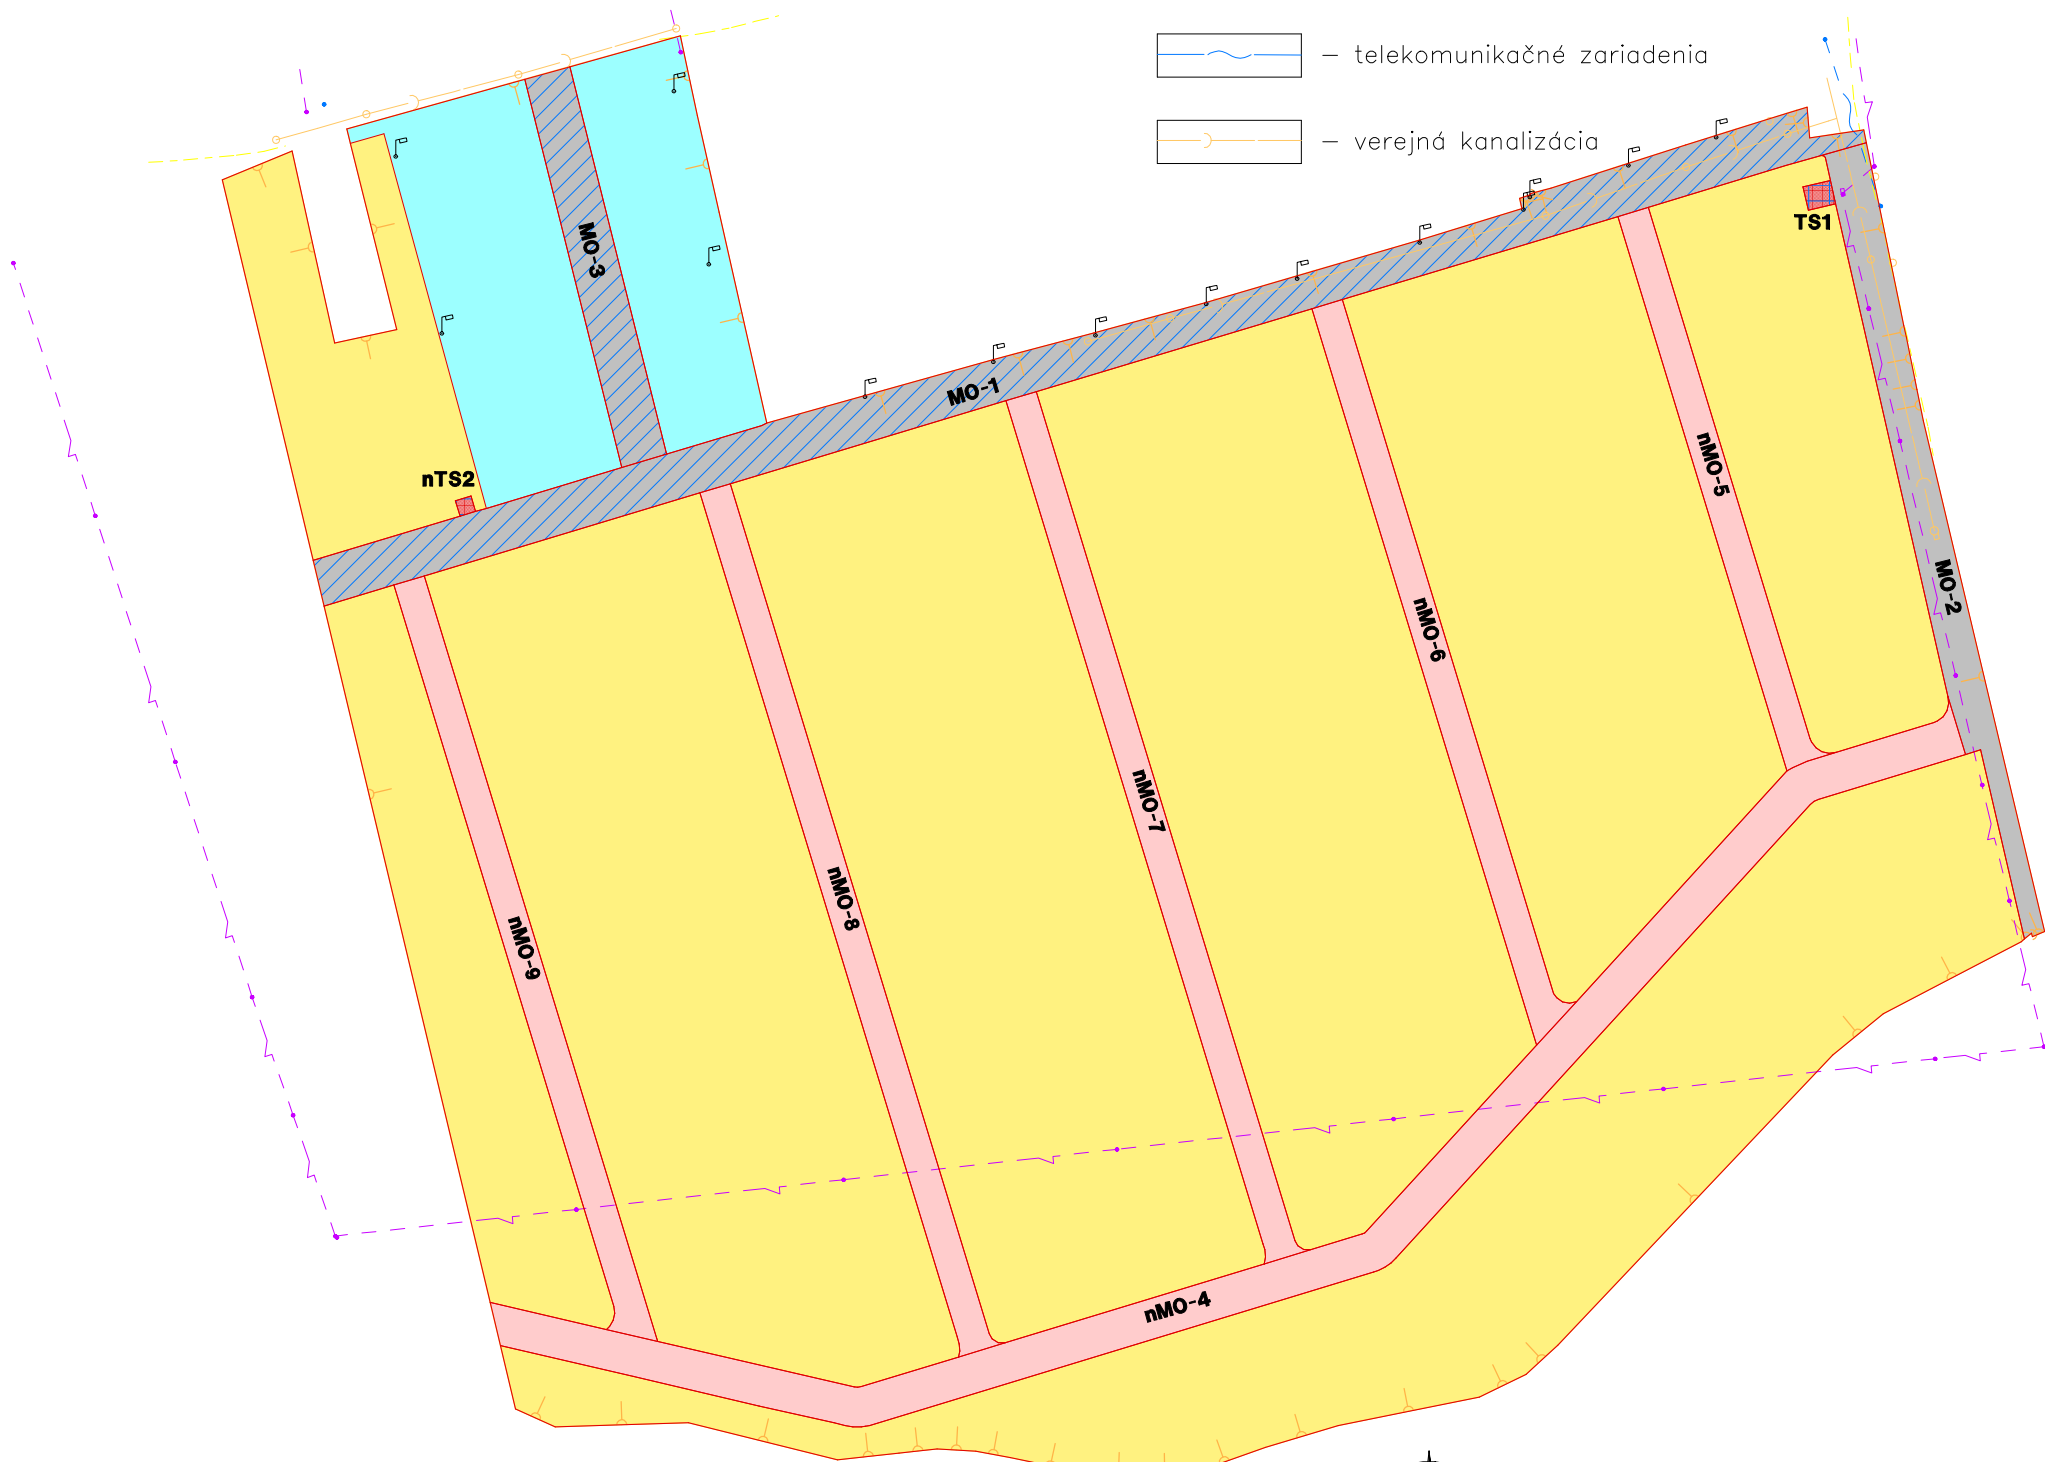 – telekomunikačné zariadenia
– verejná kanalizácia
TS1
MO-3
MO-1
nMO-5
nTS2
MO-2
nMO-6
nMO-7
nMO-8
nMO-9
nMO-4